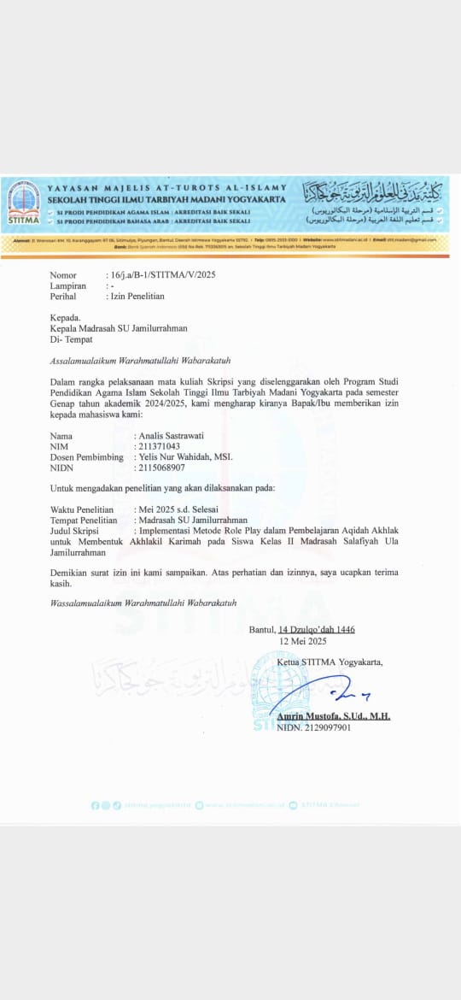 YAYASAN MAJELIS AT-TUROTS AL-ISLAMY
SEKOLAH TINGGI ILMU TARBIYAH MADANI YOGYAKARTA
S1 PRODI PENDIDIKAN AGAMA ISLAM : AKREDITASI BAIK SEKALI
S1 PRODI PENDIDIKAN BAHASA ARAB : AKREDITASI BAIK SEKALI
STITMA
كلية مدني للعلوم التربوية جوكجاكرتا
قسم التربية الإسلامية (مرحلة البكالوريوس)
قسم تعليم اللغة العربية (مرحلة البكالوريوس)
Alamat: Jl. Wonosari KM. 10, Karanggayam RT 06, Sitimulyo, Piyungan, Bantul, Daerah Istimewa Yogyakarta 55792. | Telp: 0895-2933-5100 | Website: www.stitmadani.ac.id | Email: stit.madani@gmail.com
Bank: Bank Syariah Indonesia (BSI) No Rek. an. Sekolah Tinggi Ilmu Tarbiyah Madani Yogyakarta
Nomor : 16/j.a/B-1/STITMA/V/2025
Lampiran : -
Perihal : Izin Penelitian
Kepada.
Kepala Madrasah SU Jamilurrahman
Di- Tempat
Assalamualaikum Warahmatullahi Wabarakatuh
Dalam rangka pelaksanaan mata kuliah Skripsi yang diselenggarakan oleh Program Studi
Pendidikan Agama Islam Sekolah Tinggi Ilmu Tarbiyah Madani Yogyakarta pada semester
Genap tahun akademik 2024/2025, kami mengharap kiranya Bapak/Ibu memberikan izin
kepada mahasiswa kami:
Nama : Analis Sastrawati
NIM : 211371043
Dosen Pembimbing : Yelis Nur Wahidah, MSI.
NIDN : 2115068907
Untuk mengadakan penelitian yang akan dilaksanakan pada:
Waktu Penelitian : Mei 2025 s.d. Selesai
Tempat Penelitian : Madrasah SU Jamilurrahman
Judul Skripsi : Implementasi Metode Role Play dalam Pembelajaran Aqidah Akhlak
untuk Membentuk Akhlakil Karimah pada Siswa Kelas II Madrasah Salafiyah Ula
Jamilurrahman
Demikian surat izin ini kami sampaikan. Atas perhatian dan izinnya, saya ucapkan terima
kasih.
Wassalamualaikum Warahmatullahi Wabarakatuh
Bantul, 14 Dzulqo'dah 1446
12 Mei 2025
Ketua STITMA Yogyakarta,
Amrin Mustofa, S.Ud., M.H.
NIDN. 2129097901
stitma.yogyakarta www.stitmadani.ac.id STITMA Channel